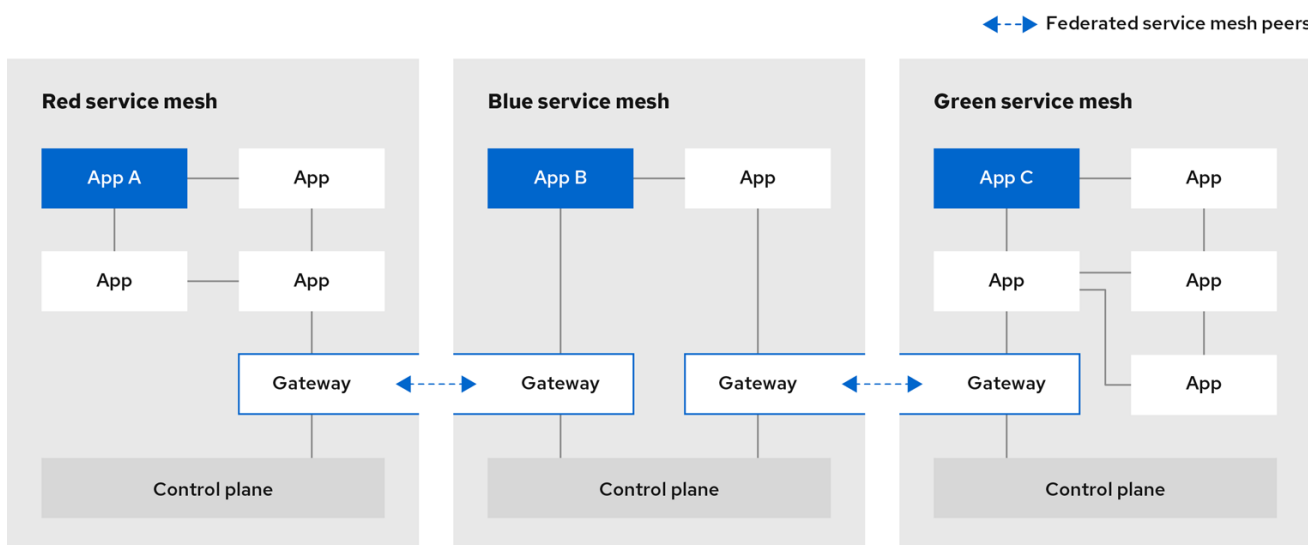 Federated service mesh peers
Red service mesh
Blue service mesh
Green service mesh
App A
App
App B
App
App C
App
App
App
App
App
Gateway
Gateway
Gateway
Gateway
App
Control plane
Control plane
Control plane